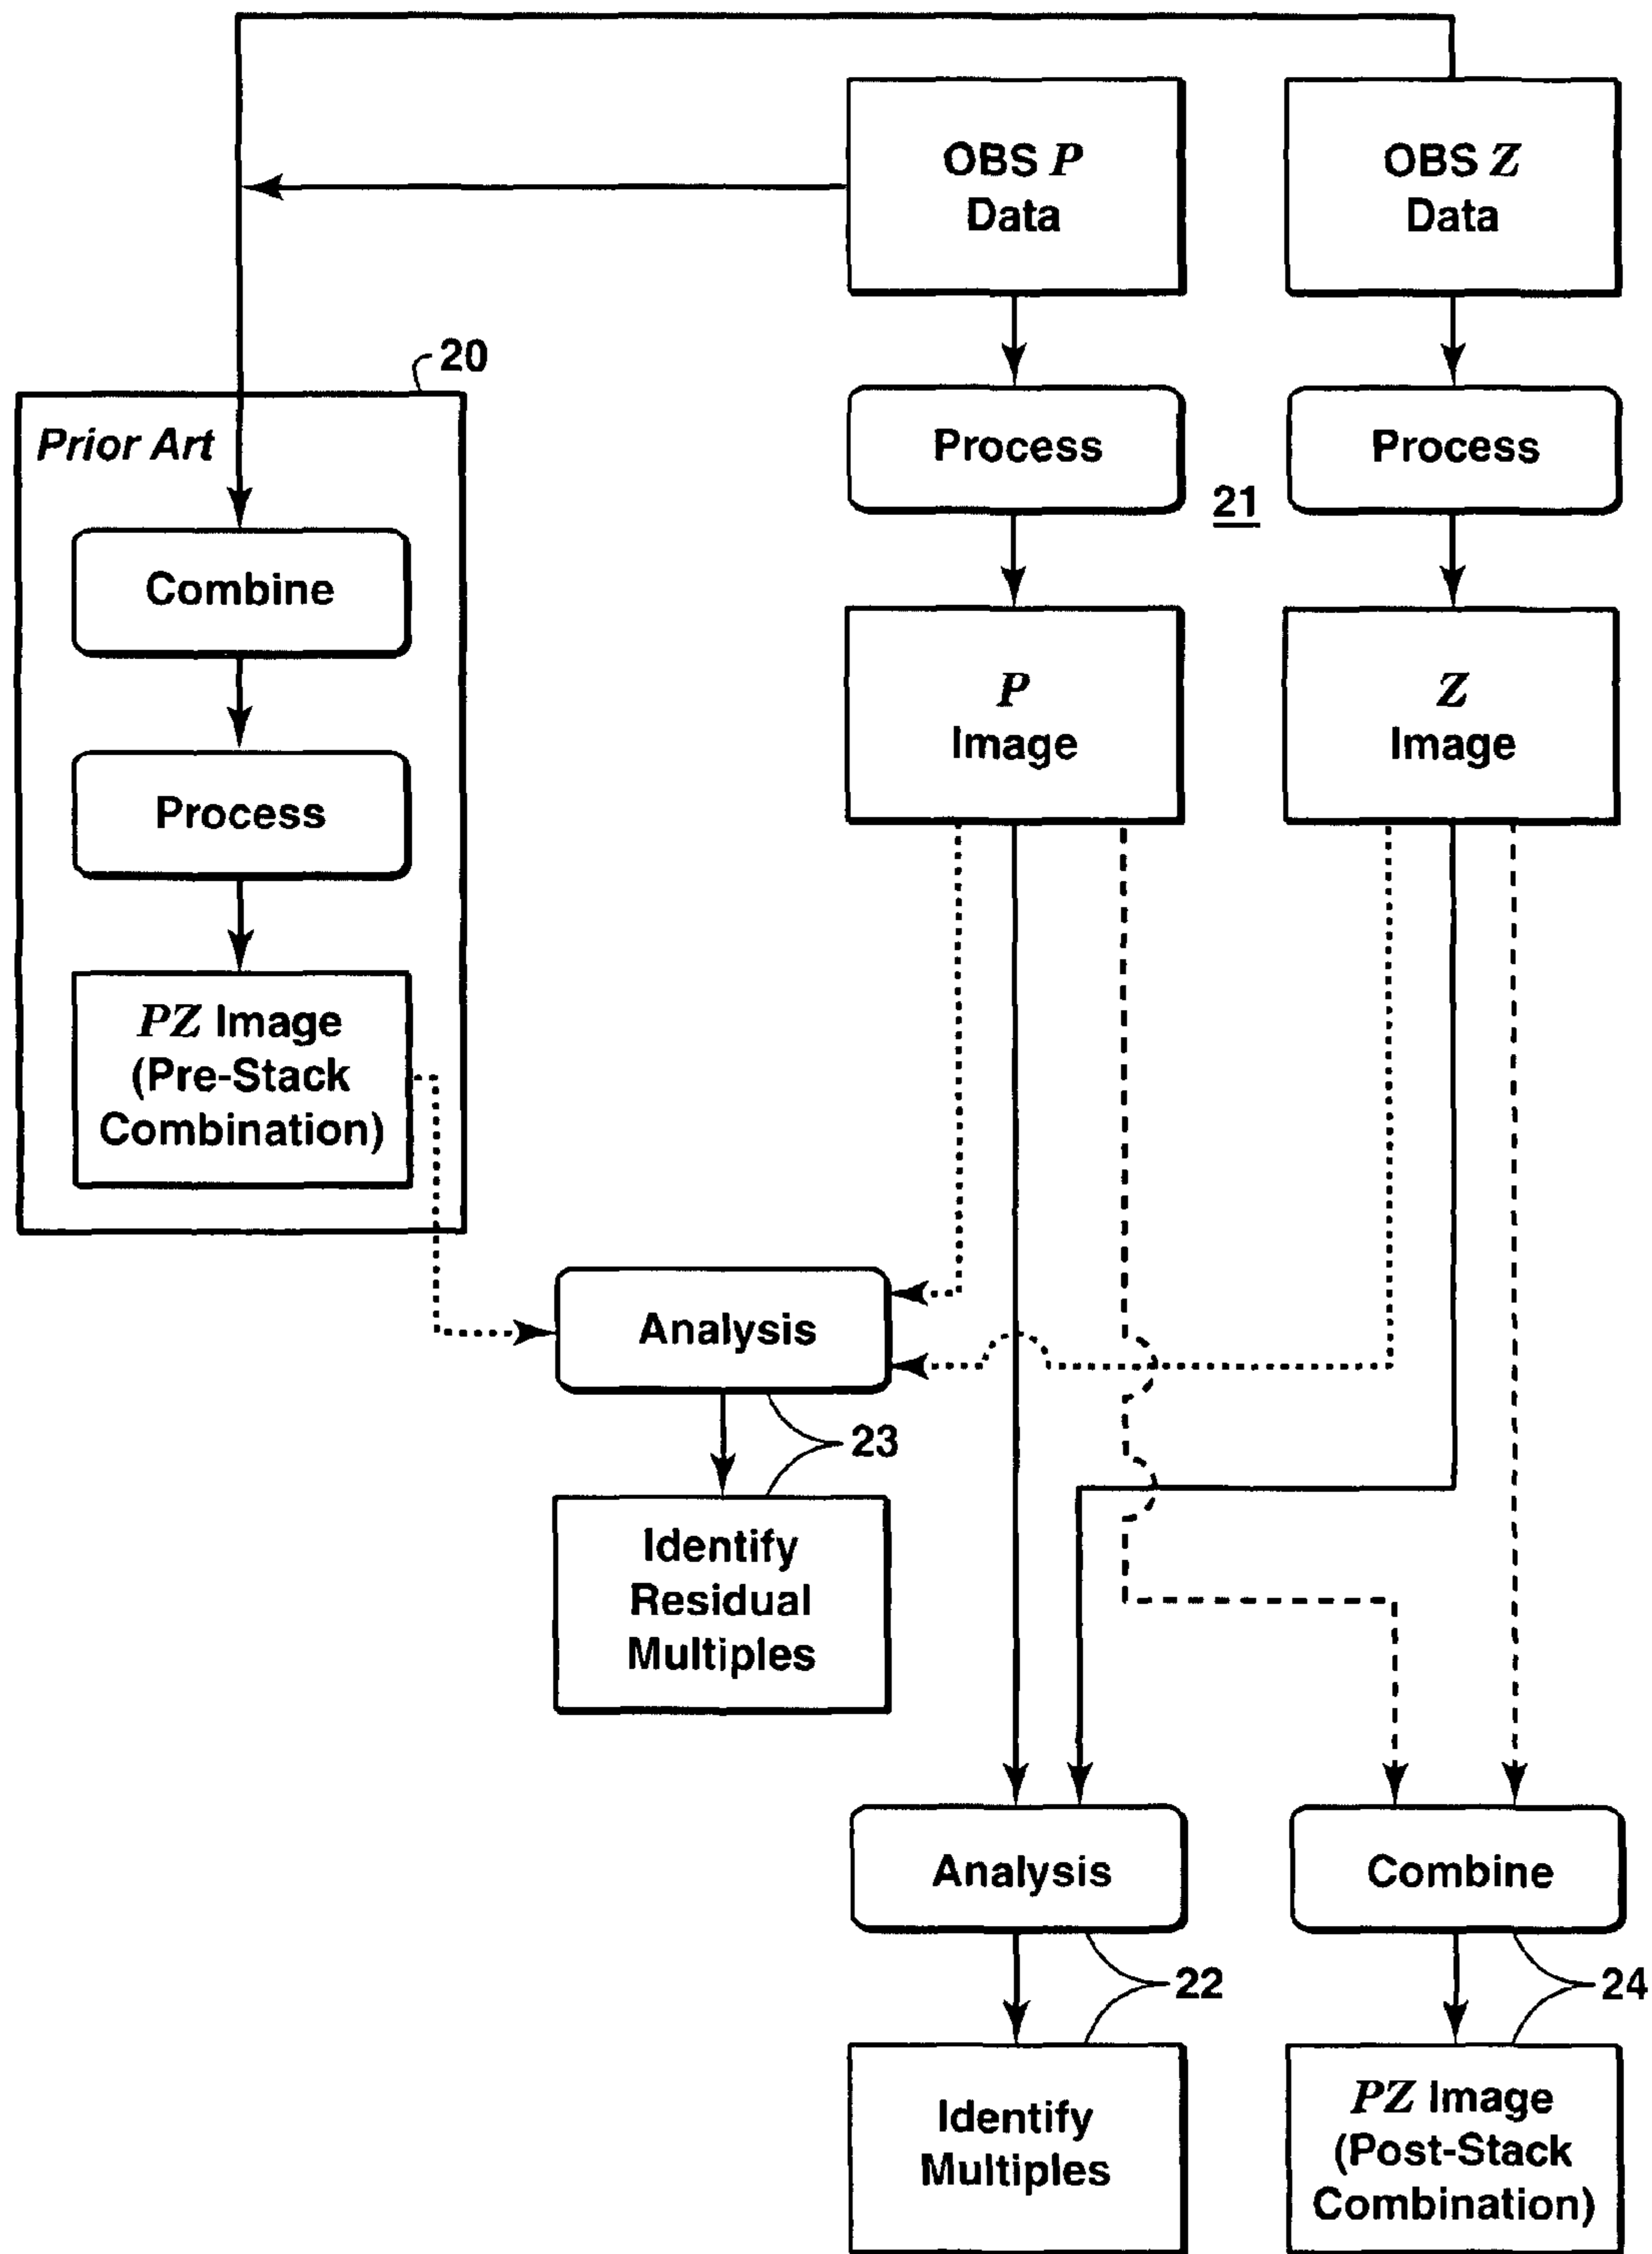 OBS P
Data
OBS Z
Data
20
Prior Art
Process
Process
21
Combine
P
Image
Z
Image
Process
PZ Image
(Pre-Stack
Combination)
Analysis
23
Identify
Residual
Multiples
Analysis
Combine
22
24
Identify
Multiples
PZ Image
(Post-Stack
Combination)